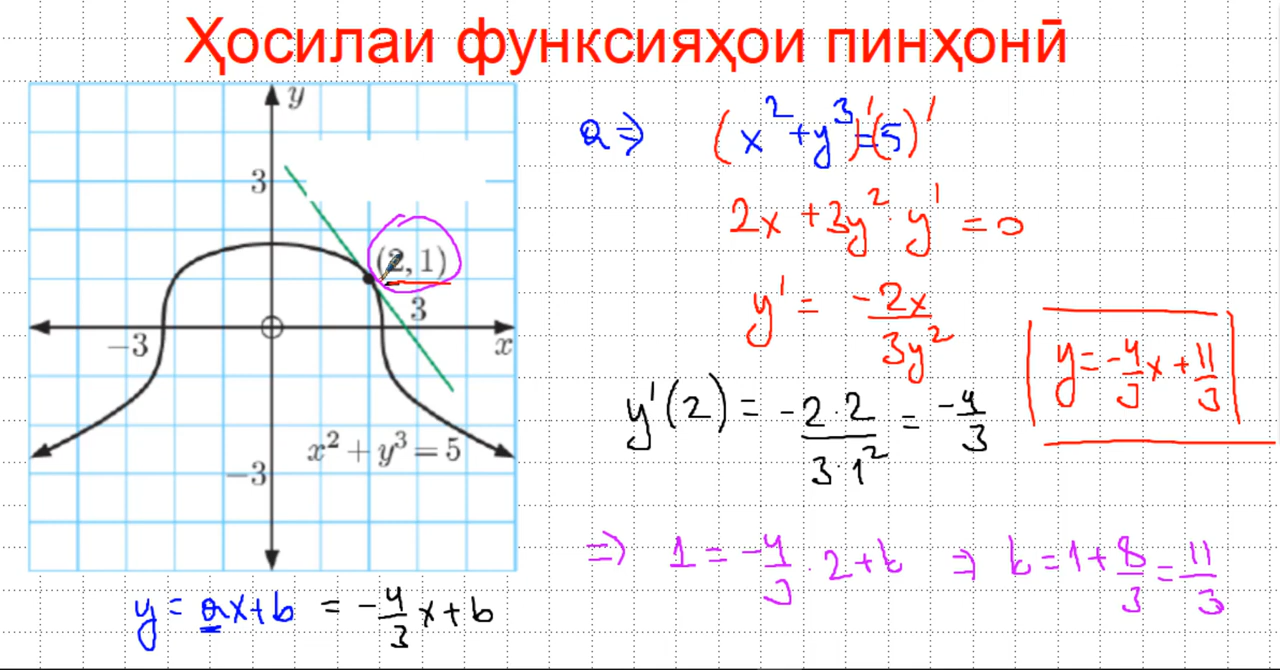 Ҳосилаи функсияҳои пинҳонӣ
y
3
(2, 1)
3
−3
x
x² + y³ = 5
−3
y = ax+b = -4/3 x + b
a ⇒ (x² + y³)' = (5)'
2x + 3y² · y' = 0
y' = -2x/3y²
y'(2) = -2·2/3·1² = -4/3
y = -4/3 x + 11/3
⇒ 1 = -4/3 · 2 + b ⇒ b = 1 + 8/3 = 11/3